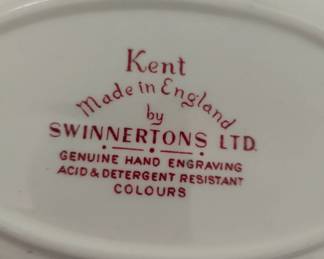 Kent
Made in England
by
SWINNERTONS LTD.
GENUINE HAND ENGRAVING
ACID & DETERGENT RESISTANT
COLOURS